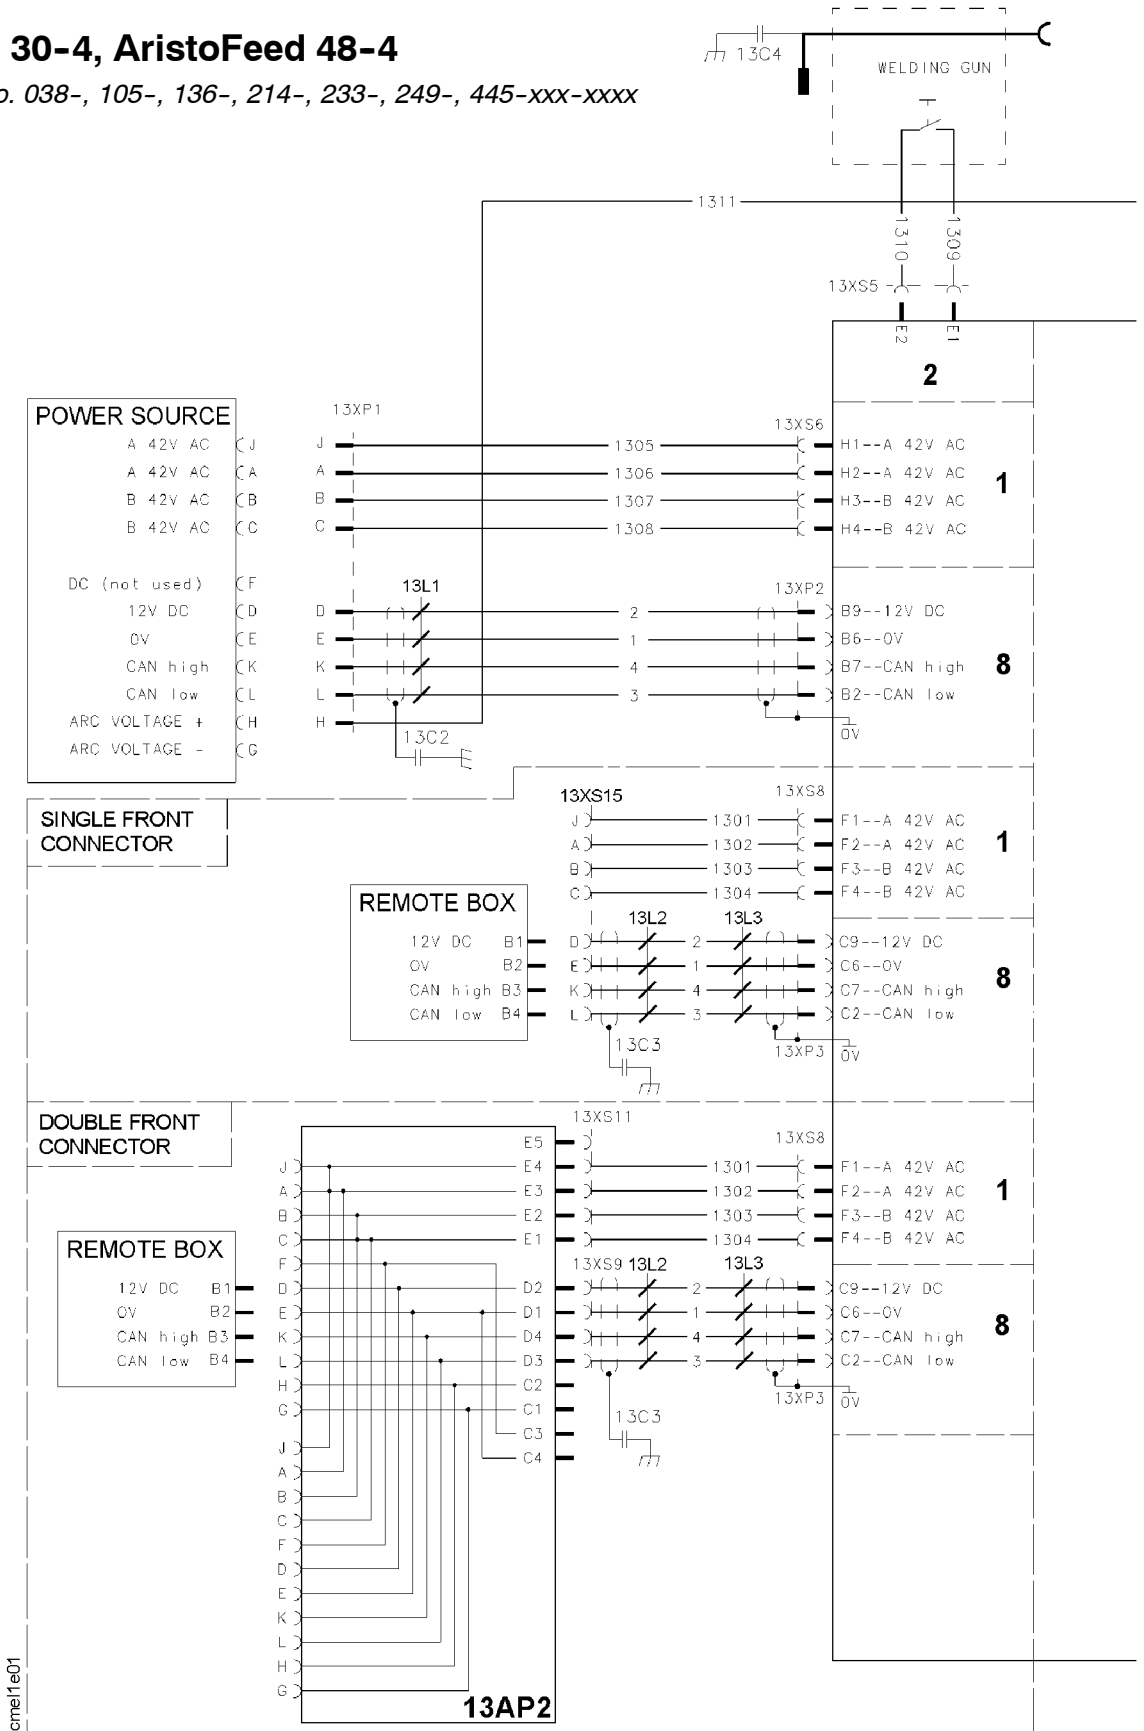 30-4, AristoFeed 48-4
o. 038-, 105-, 136-, 214-, 233-, 249-, 445-xxx-xxxx
13C4
WELDING GUN
1311
1310
1309
13XS5
E2
E1
2
POWER SOURCE
13XP1
13XS6
A 42V AC J J 1305 H1--A 42V AC
A 42V AC A A 1306 H2--A 42V AC
1
B 42V AC B B 1307 H3--B 42V AC
B 42V AC C C 1308 H4--B 42V AC
DC (not used) F
13L1
13XP2
12V DC D D 2 B9--12V DC
0V E E 1 B6--0V
CAN high K K 4 B7--CAN high
8
CAN low L L 3 B2--CAN low
ARC VOLTAGE + H H
0V
ARC VOLTAGE - G
13C2
SINGLE FRONT
CONNECTOR
13XS15
13XS8
J 1301 F1--A 42V AC
A 1302 F2--A 42V AC
1
B 1303 F3--B 42V AC
C 1304 F4--B 42V AC
REMOTE BOX
13L2
13L3
12V DC B1 D 2 C9--12V DC
0V B2 E 1 C6--0V
8
CAN high B3 K 4 C7--CAN high
CAN low B4 L 3 C2--CAN low
13C3
13XP3
0V
DOUBLE FRONT
CONNECTOR
13XS11
13XS8
E5
J E4 1301 F1--A 42V AC
A E3 1302 F2--A 42V AC
1
B E2 1303 F3--B 42V AC
C E1 1304 F4--B 42V AC
REMOTE BOX
F
13XS9
13L2
13L3
12V DC B1 D D2 2 C9--12V DC
0V B2 E D1 1 C6--0V
8
CAN high B3 K D4 4 C7--CAN high
CAN low B4 L D3 3 C2--CAN low
H C2
13XP3
0V
G C1
13C3
C3
J
C4
A
B
C
F
D
E
K
L
H
G
13AP2
cmel1e01